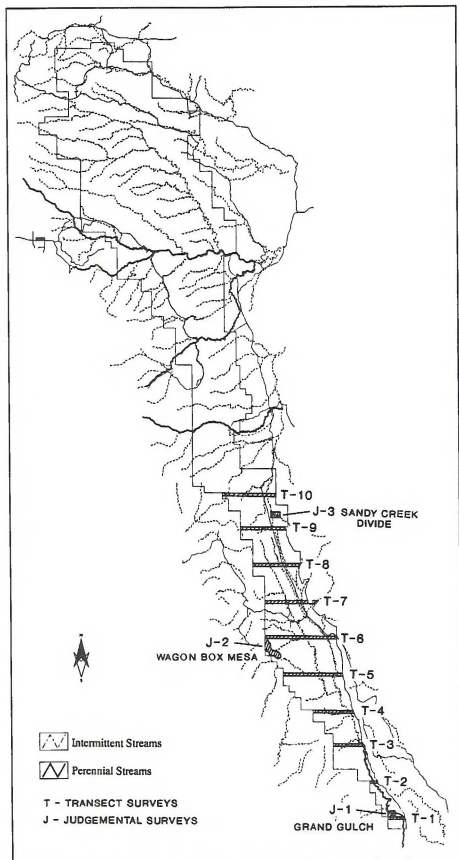 T-10
J-3 SANDY CREEK
DIVIDE
T-9
T-8
T-7
T-6
J-2
WAGON BOX MESA
T-5
T-4
T-3
T-2
J-1
T-1
GRAND GULCH
N
S
Intermittent Streams
Perennial Streams
T - TRANSECT SURVEYS
J - JUDGEMENTAL SURVEYS